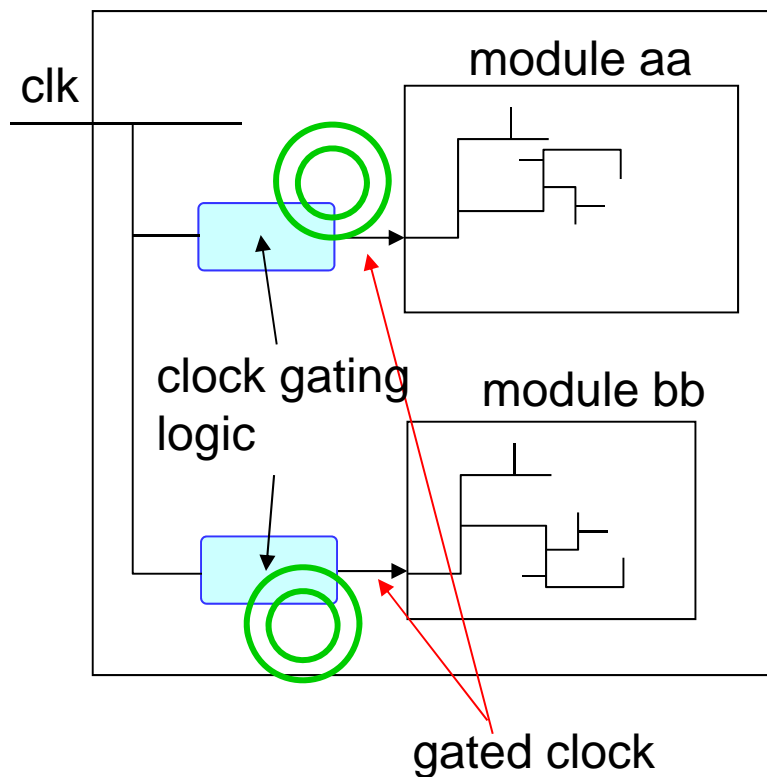 clk
module aa
clock gating
logic
module bb
gated clock